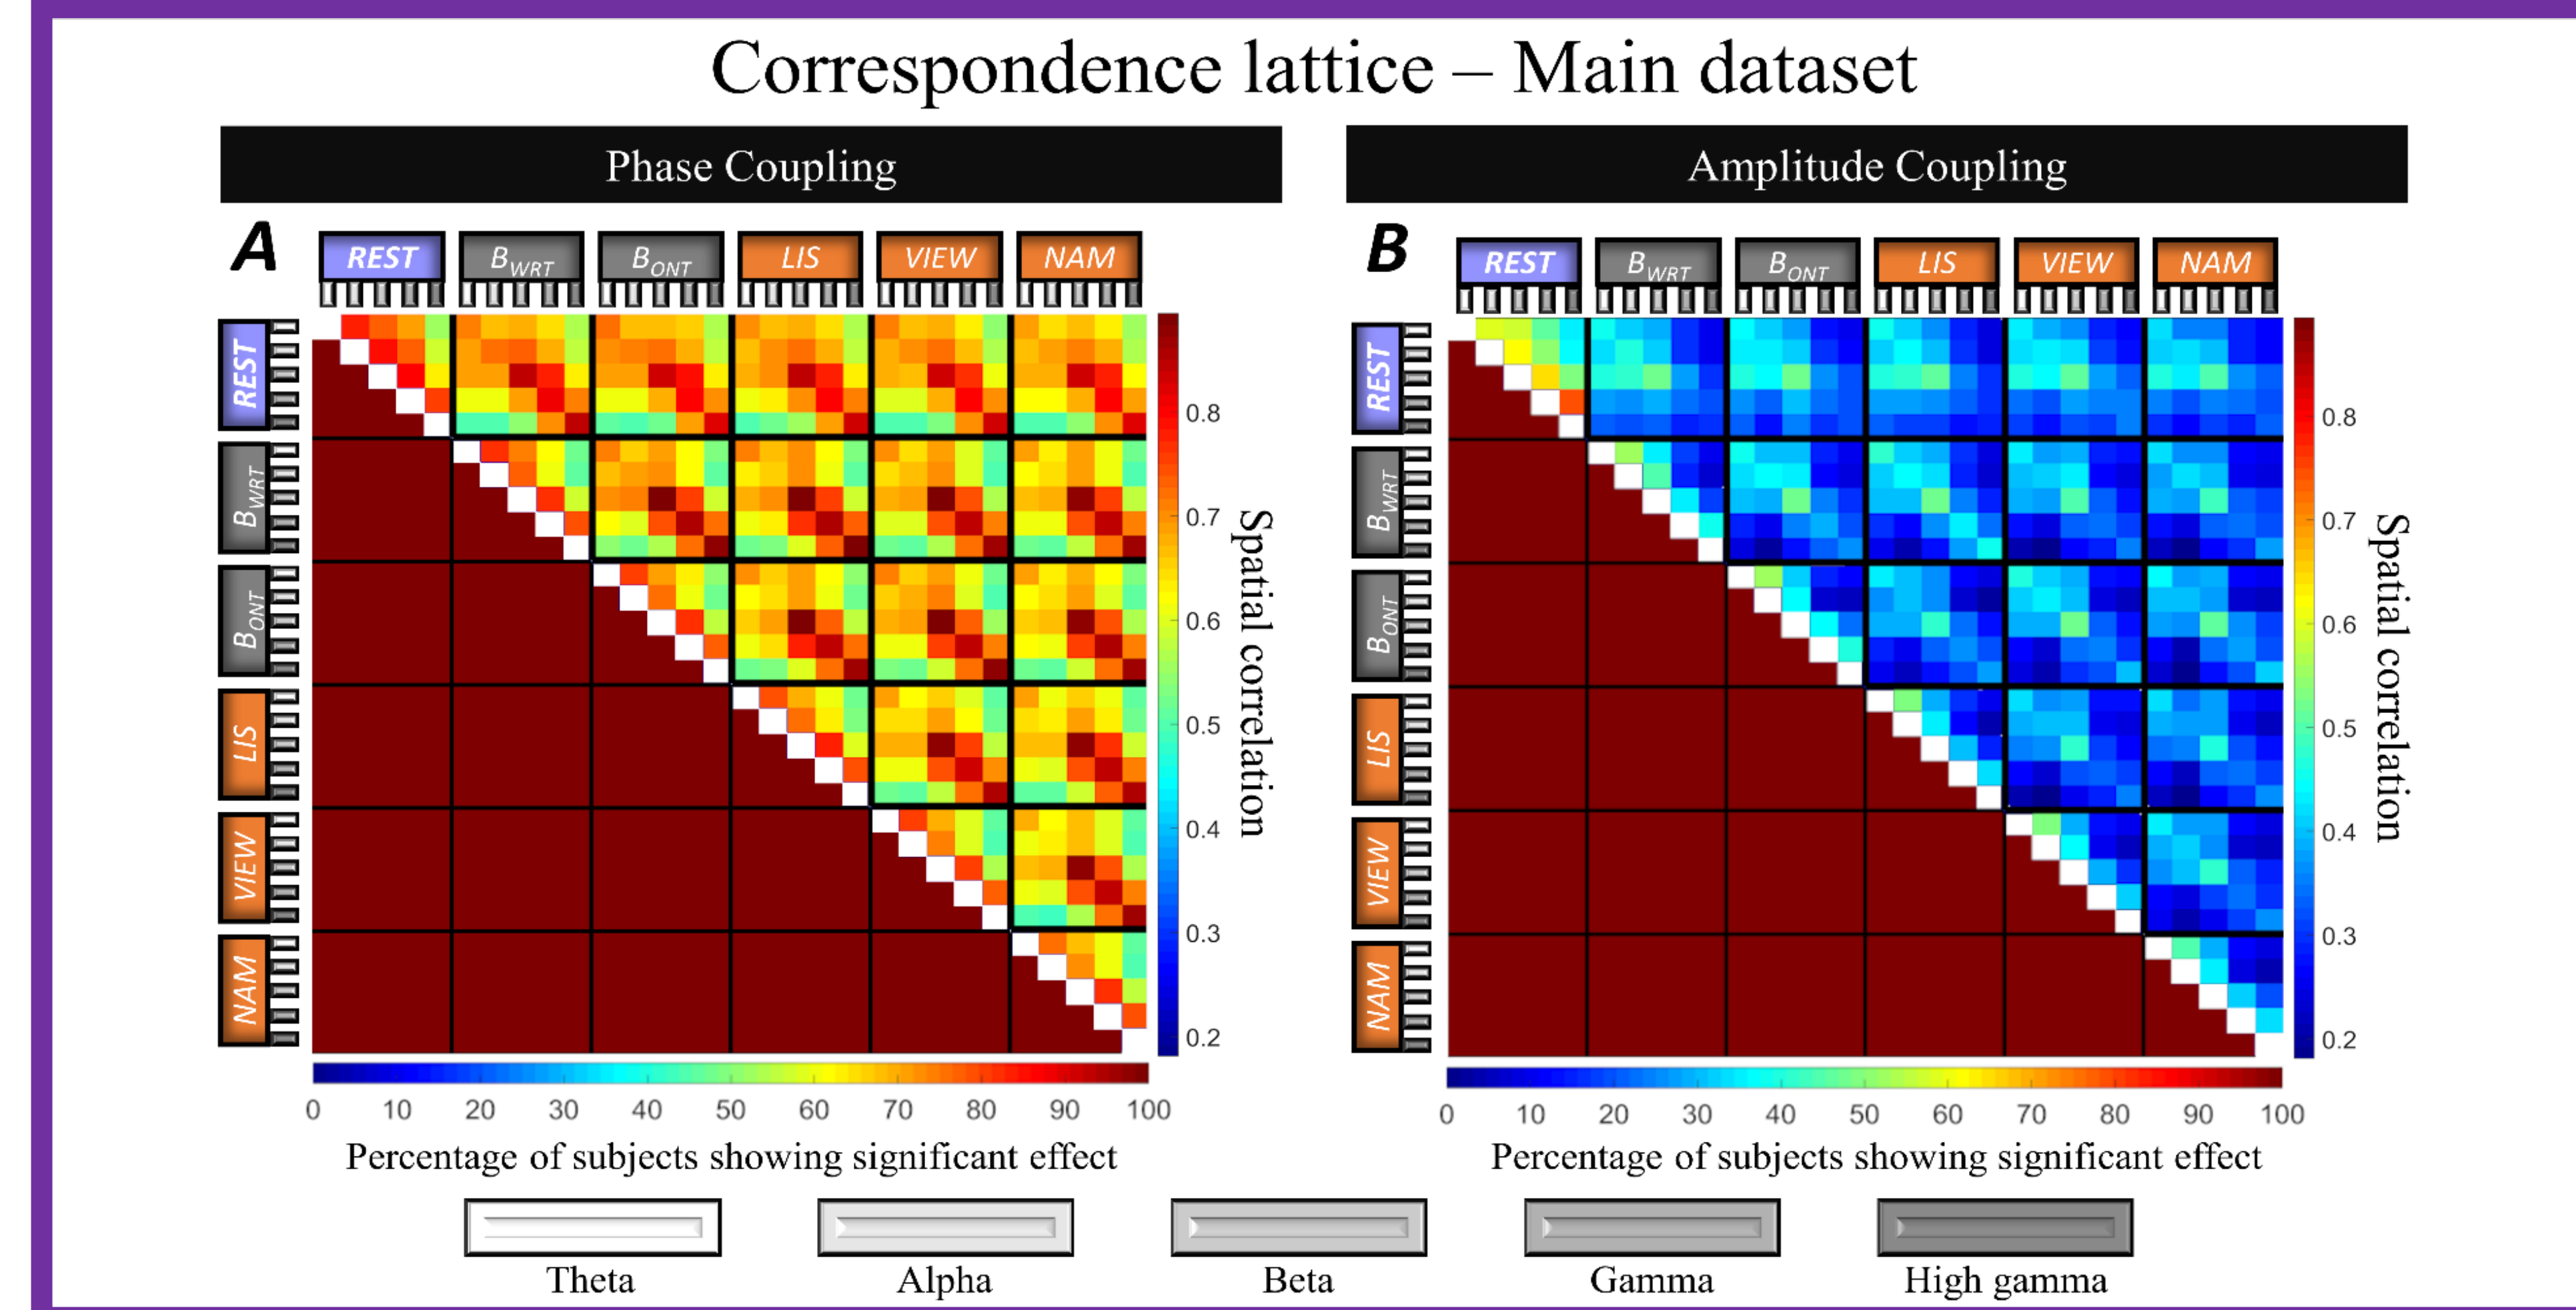 Correspondence lattice – Main dataset
Phase Coupling
Amplitude Coupling
A
REST BWRT BONT LIS VIEW NAM
REST
BWRT
BONT
LIS
VIEW
NAM
0.8
0.7
0.6
0.5
0.4
0.3
0.2
Spatial correlation
0 10 20 30 40 50 60 70 80 90 100
Percentage of subjects showing significant effect
B
REST BWRT BONT LIS VIEW NAM
REST
BWRT
BONT
LIS
VIEW
NAM
0.8
0.7
0.6
0.5
0.4
0.3
0.2
Spatial correlation
0 10 20 30 40 50 60 70 80 90 100
Percentage of subjects showing significant effect
Theta Alpha Beta Gamma High gamma